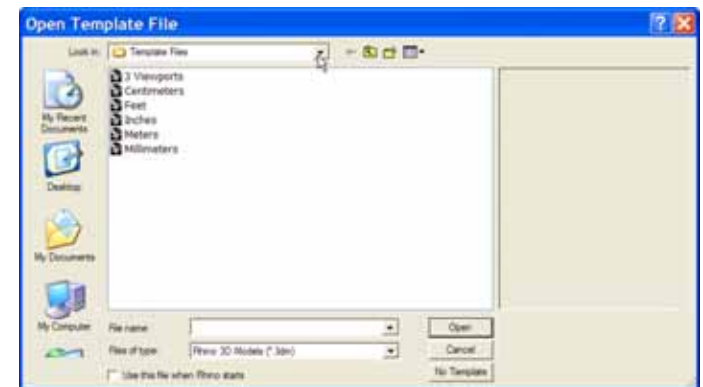 Open Template File
Look in: Template Files
3 Viewports
Centimeters
Feet
Inches
Meters
Millimeters
My Recent
Documents
Desktop
My Documents
My Computer
File name:
Open
Files of type: Rhino 3D Models (*.3dm)
Cancel
Use this file when Rhino starts
No Template